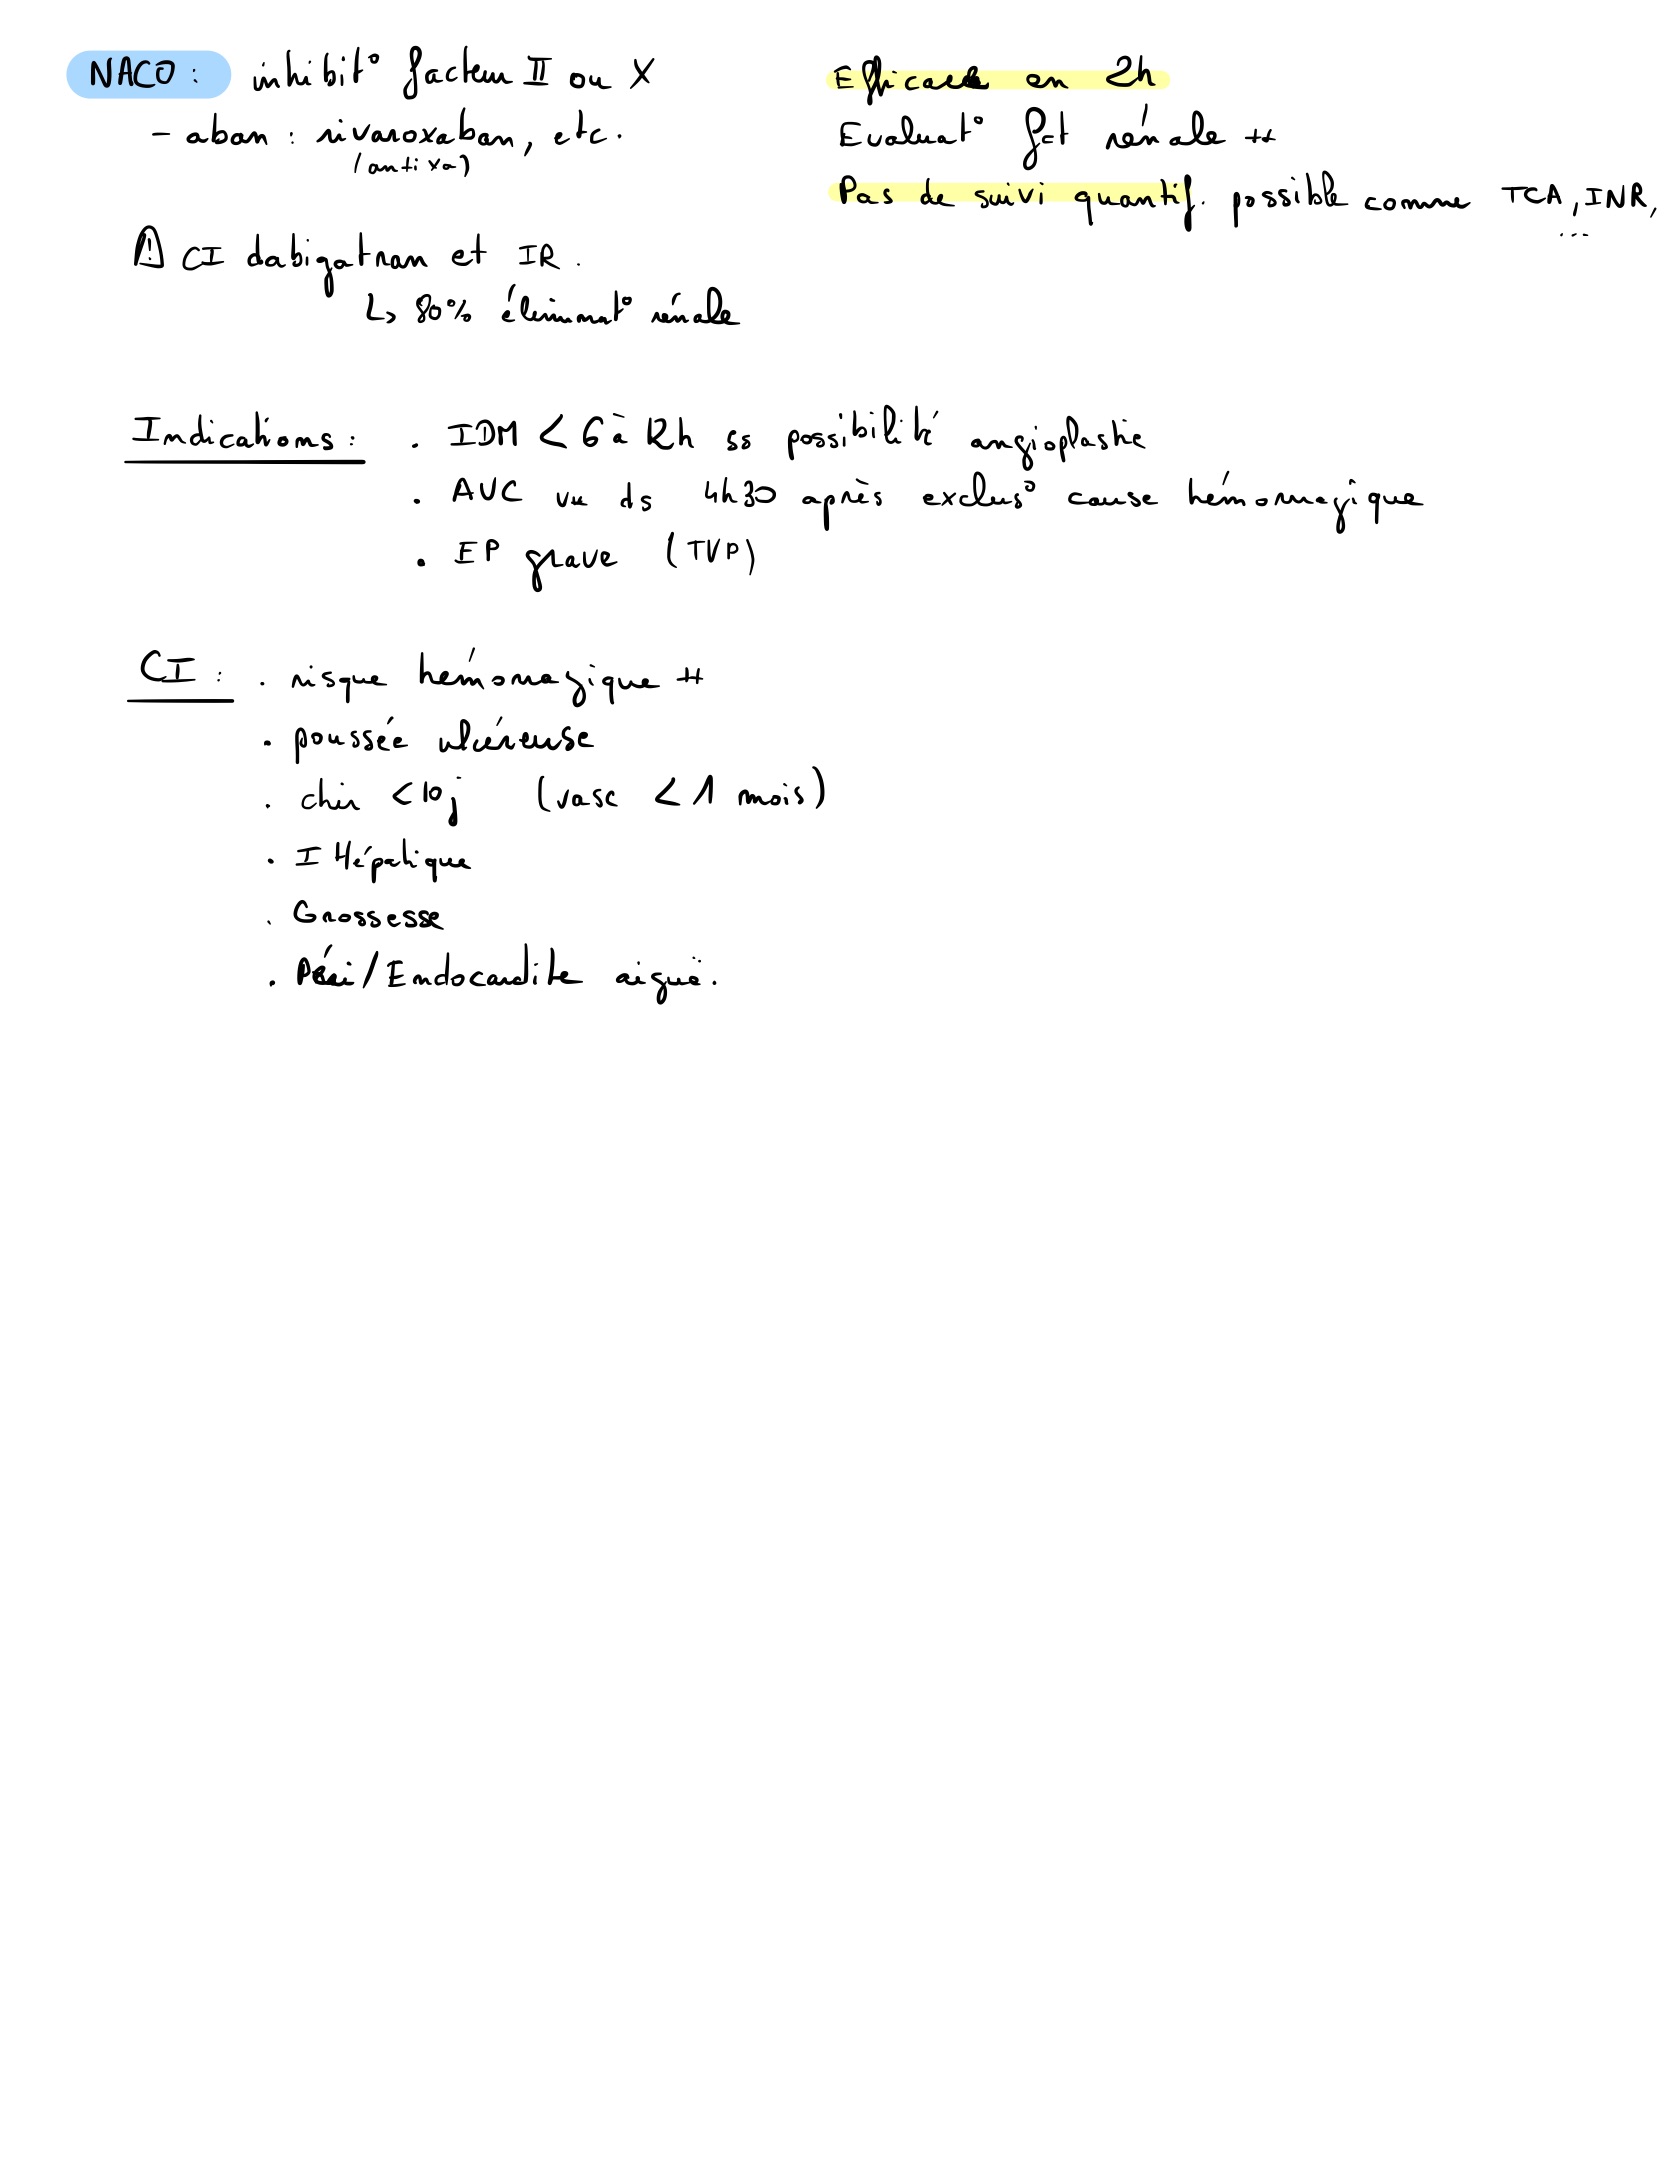 NACO : inhibit° facteur II ou X
- aban : rivaroxaban, etc.
(anti xa)
⚠ CI dabigatran et IR.
↳ 80% éliminat° rénale
Efficace en 2h
Evaluat° fct rénale ++
Pas de suivi quantif. possible comme TCA, INR,
...
Indications : . IDM < 6 à 12h ss possibilité angioplastie
. AVC vu ds 4h30 après exclus° cause hémorragique
. EP grave (TVP)
CI : . risque hémorragique ++
. poussée ulcéreuse
. chir < 10j (vasc < 1 mois)
. I Hépatique
. Grossesse
. Péri/Endocardite aiguë.